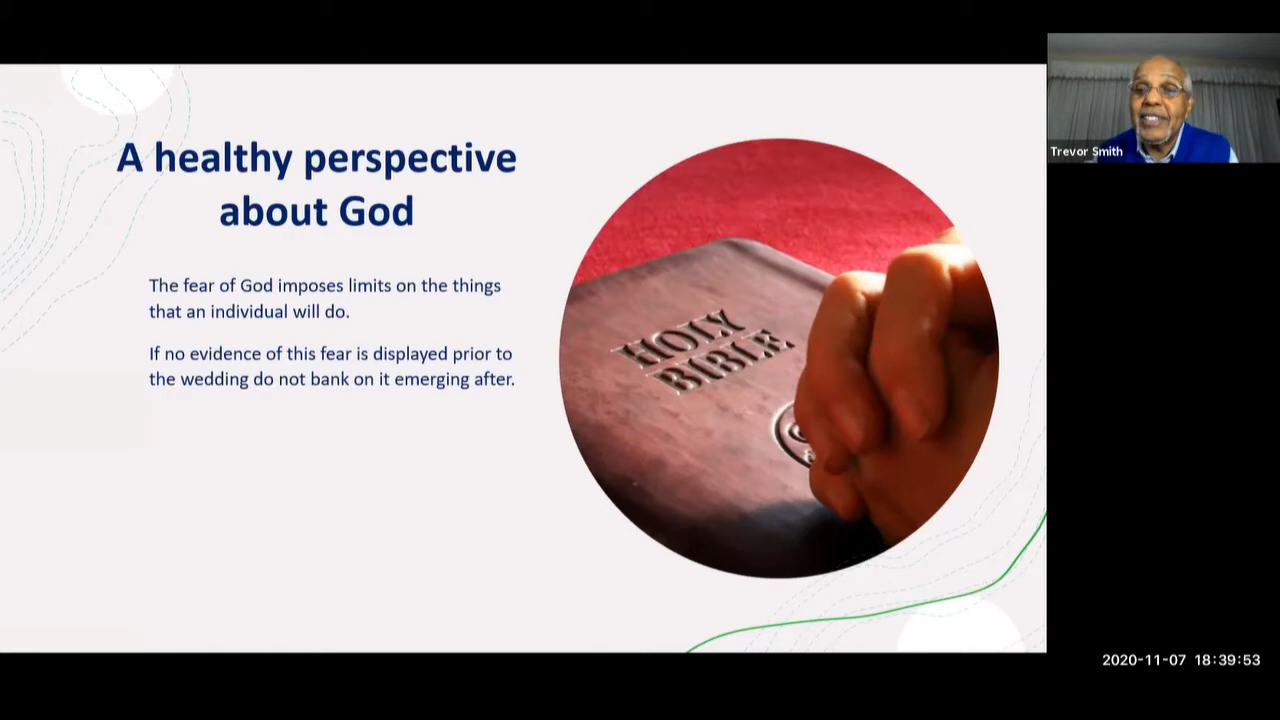 A healthy perspective
about God
The fear of God imposes limits on the things
that an individual will do.
If no evidence of this fear is displayed prior to
the wedding do not bank on it emerging after.
HOLY
BIBLE
Trevor Smith
2020-11-07 18:39:53